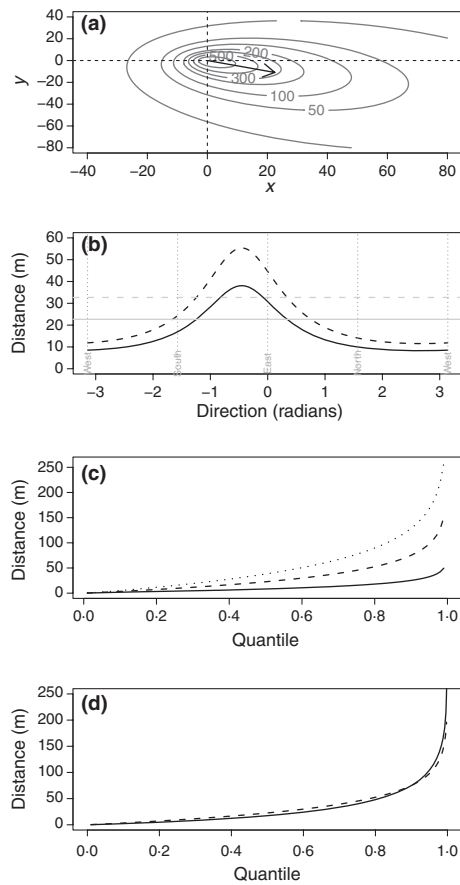 (a)
40
20
0
−20
−40
−60
−80
y
500
200
300
100
50
−40 −20 0 20 40 60 80
x
(b)
60
50
40
30
20
10
0
Distance (m)
West South East North West
−3 −2 −1 0 1 2 3
Direction (radians)
(c)
250
200
150
100
50
0
Distance (m)
0·0 0·2 0·4 0·6 0·8 1·0
Quantile
(d)
250
200
150
100
50
0
Distance (m)
0·0 0·2 0·4 0·6 0·8 1·0
Quantile